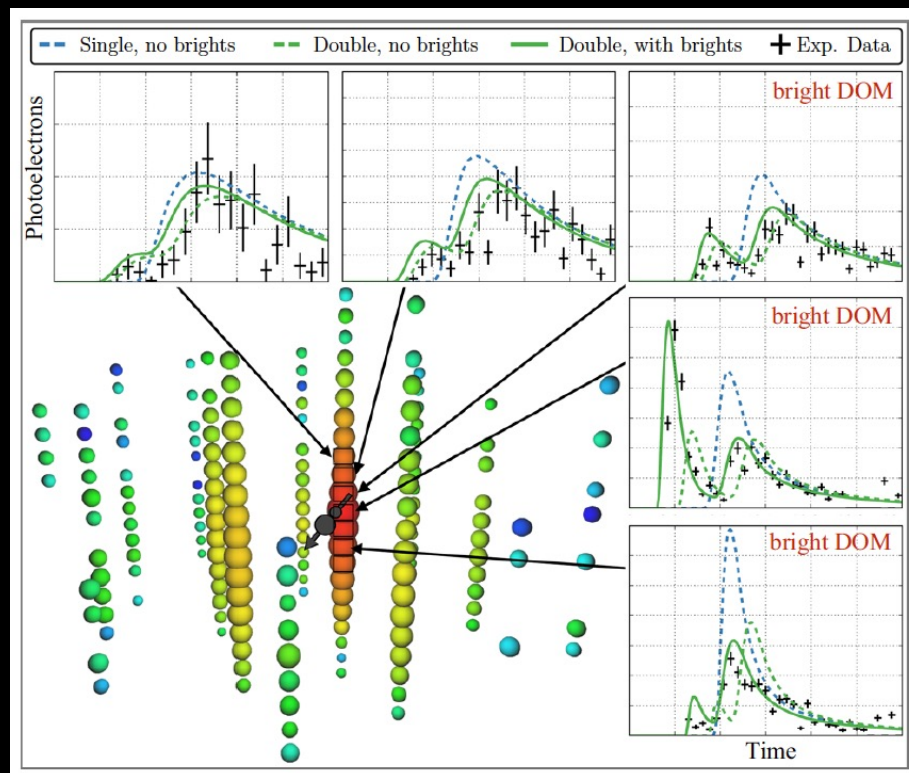 Single, no brights Double, no brights Double, with brights Exp. Data
Photoelectrons
bright DOM
bright DOM
bright DOM
Time